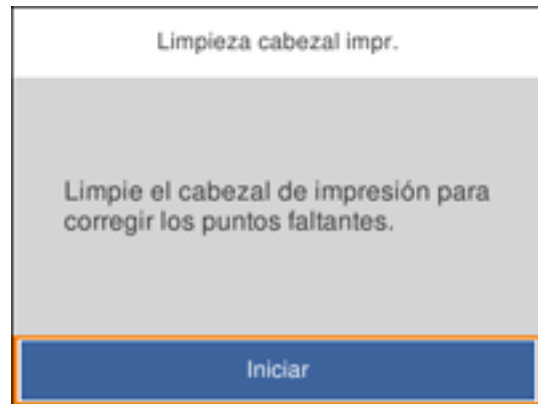 Limpieza cabezal impr.
Limpie el cabezal de impresión para
corregir los puntos faltantes.
Iniciar